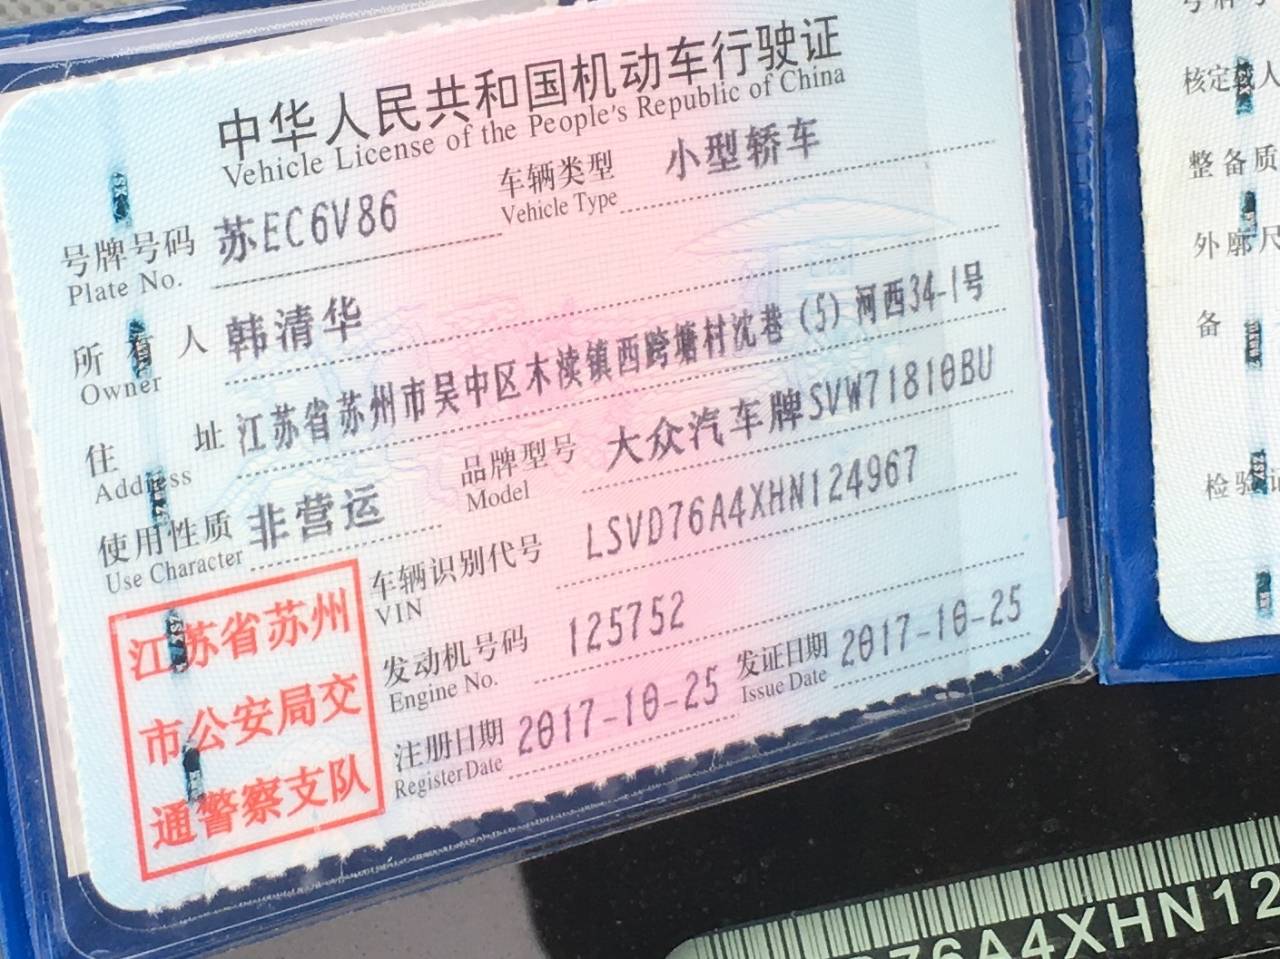 中华人民共和国机动车行驶证
Vehicle License of the People's Republic of China
号牌号码 苏EC6V86 车辆类型 小型轿车
Plate No. Vehicle Type
所有人 韩清华
Owner
住址 江苏省苏州市吴中区木渎镇西跨塘村沈巷(5)河西34-1号
Address
使用性质 非营运 品牌型号 大众汽车牌SVW71810BU
Use Character Model
车辆识别代号 LSVD76A4XHN124967
VIN
发动机号码 125752
Engine No.
注册日期 2017-10-25 发证日期 2017-10-25
Register Date Issue Date
江苏省苏州
市公安局交
通警察支队
核定载人
整备质
外廓尺
备
检验
76A4XHN12